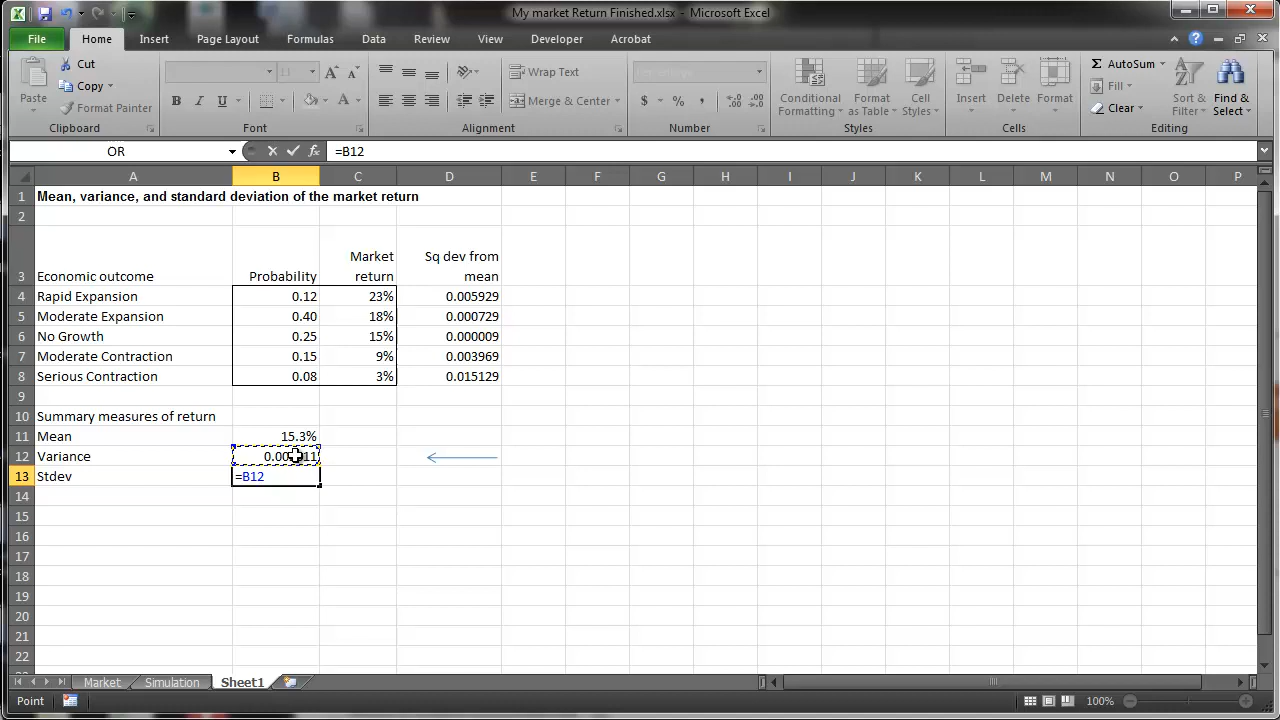 My market Return Finished.xlsx - Microsoft Excel
File Home Insert Page Layout Formulas Data Review View Developer Acrobat
Paste Cut Copy Format Painter
11
Wrap Text Merge & Center
$ % ,
Conditional Formatting Format as Table Cell Styles
Insert Delete Format
AutoSum Fill Clear Sort & Filter Find & Select
Clipboard Font Alignment Number Styles Cells Editing
OR =B12
A B C D E F G H I J K L M N O P
1 Mean, variance, and standard deviation of the market return
2
3 Economic outcome Probability Market return Sq dev from mean
4 Rapid Expansion 0.12 23% 0.005929
5 Moderate Expansion 0.40 18% 0.000729
6 No Growth 0.25 15% 0.000009
7 Moderate Contraction 0.15 9% 0.003969
8 Serious Contraction 0.08 3% 0.015129
9
10 Summary measures of return
11 Mean 15.3%
12 Variance
13 Stdev =B12
14
15
16
17
18
19
20
21
22
Market Simulation Sheet1
Point 100%